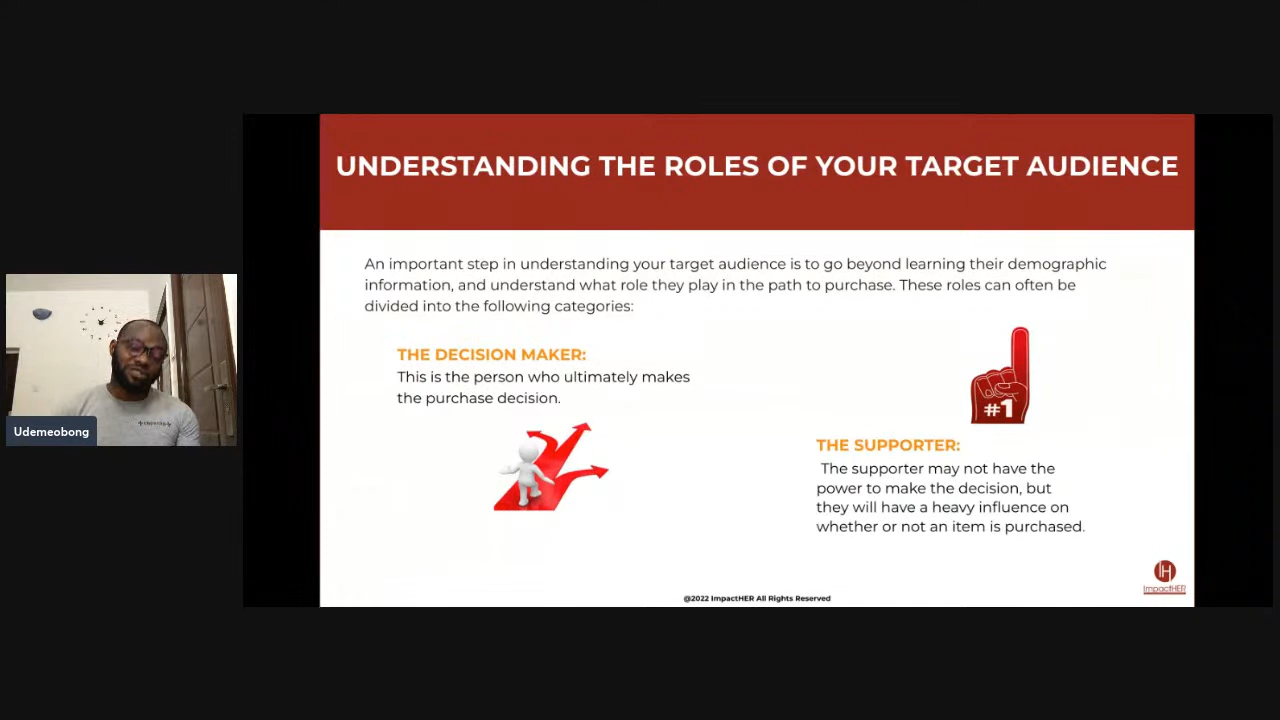 UNDERSTANDING THE ROLES OF YOUR TARGET AUDIENCE
An important step in understanding your target audience is to go beyond learning their demographic
information, and understand what role they play in the path to purchase. These roles can often be
divided into the following categories:
THE DECISION MAKER:
This is the person who ultimately makes
the purchase decision.
#1
THE SUPPORTER:
The supporter may not have the
power to make the decision, but
they will have a heavy influence on
whether or not an item is purchased.
IH
ImpactHER
@2022 ImpactHER All Rights Reserved
Udemeobong